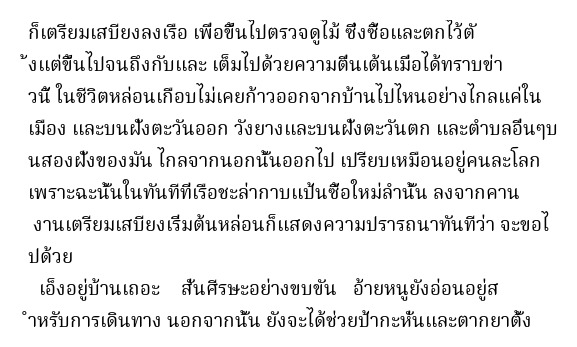 ก็เตรียมเสบียงลงเรือ เพื่อขึ้นไปตรวจดูไม้ ซึ่งซื้อและตกไว้ตั
้งแต่ขึ้นไปจนถึงกับและ เต็มไปด้วยความตื่นเต้นเมื่อได้ทราบข่า
วนี้ ในชีวิตหล่อนเกือบไม่เคยก้าวออกจากบ้านไปไหนอย่างไกลแค่ใน
เมือง และบนฝั่งตะวันออก วังยางและบนฝั่งตะวันตก และตำบลอื่นๆบ
นสองฝั่งของมัน ไกลจากนอกนั้นออกไป เปรียบเหมือนอยู่คนละโลก
เพราะฉะนั้นในทันทีที่เรือชะล่ากาบแป้นซื้อใหม่ลำนั้น ลงจากคาน
งานเตรียมเสบียงเริ่มต้นหล่อนก็แสดงความปรารถนาทันทีว่า จะขอไ
ปด้วย
เอ็งอยู่บ้านเถอะ สั่นศีรษะอย่างขบขัน อ้ายหนูยังอ่อนอยู่ส
ำหรับการเดินทาง นอกจากนั้น ยังจะได้ช่วยป้ากะหั่นและตากยาตั้ง